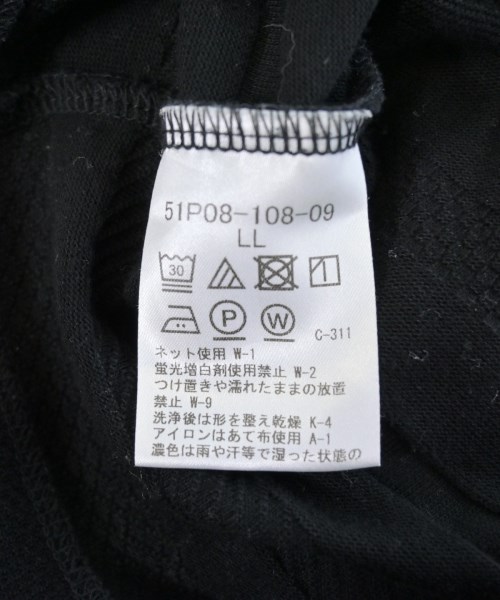 51P08-108-09
LL
30
P W C-311
ネット使用 W-1
蛍光増白剤使用禁止 W-2
つけ置きや濡れたままの放置
禁止 W-9
洗浄後は形を整え乾燥 K-4
アイロンはあて布使用 A-1
濃色は雨や汗等で湿った状態の